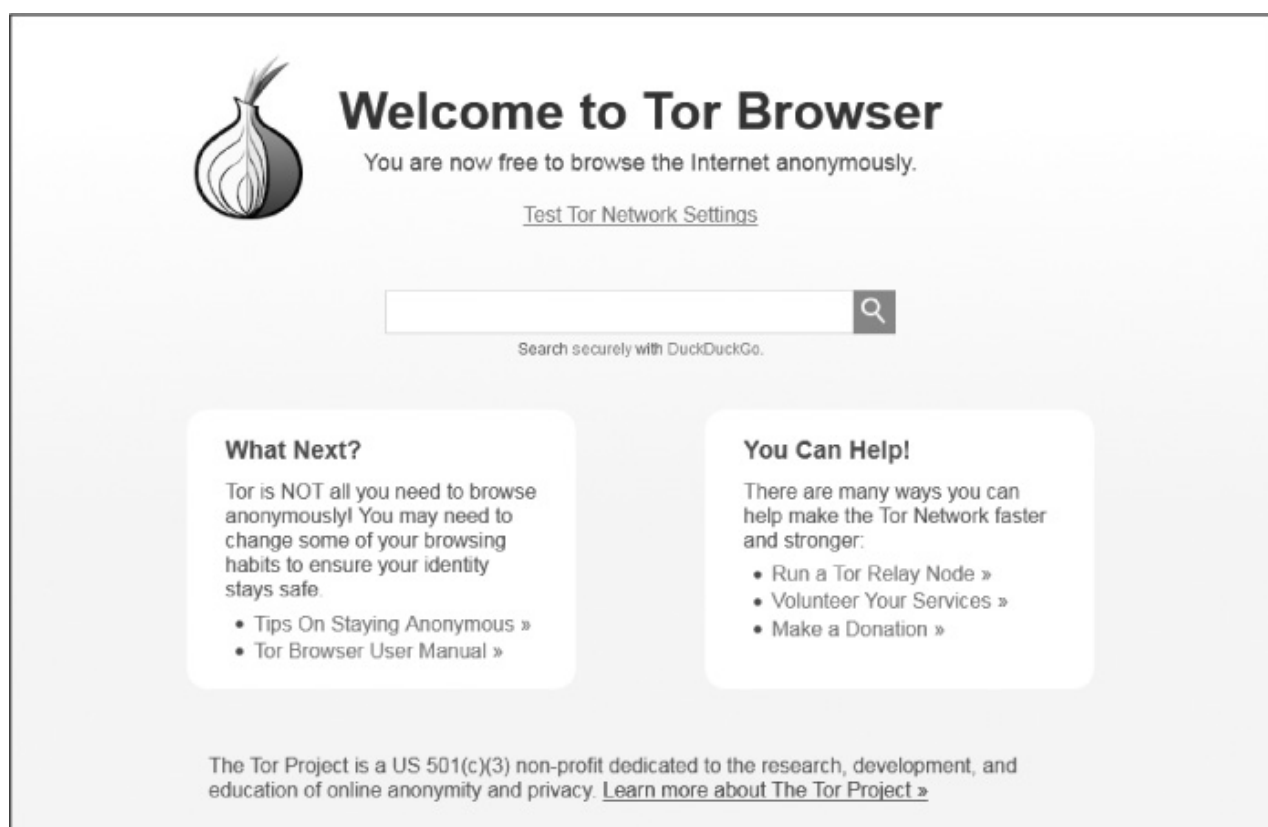 Welcome to Tor Browser
You are now free to browse the Internet anonymously.
Test Tor Network Settings
Search securely with DuckDuckGo.
What Next?
Tor is NOT all you need to browse
anonymously! You may need to
change some of your browsing
habits to ensure your identity
stays safe.
• Tips On Staying Anonymous »
• Tor Browser User Manual »
You Can Help!
There are many ways you can
help make the Tor Network faster
and stronger:
• Run a Tor Relay Node »
• Volunteer Your Services »
• Make a Donation »
The Tor Project is a US 501(c)(3) non-profit dedicated to the research, development, and
education of online anonymity and privacy. Learn more about The Tor Project »